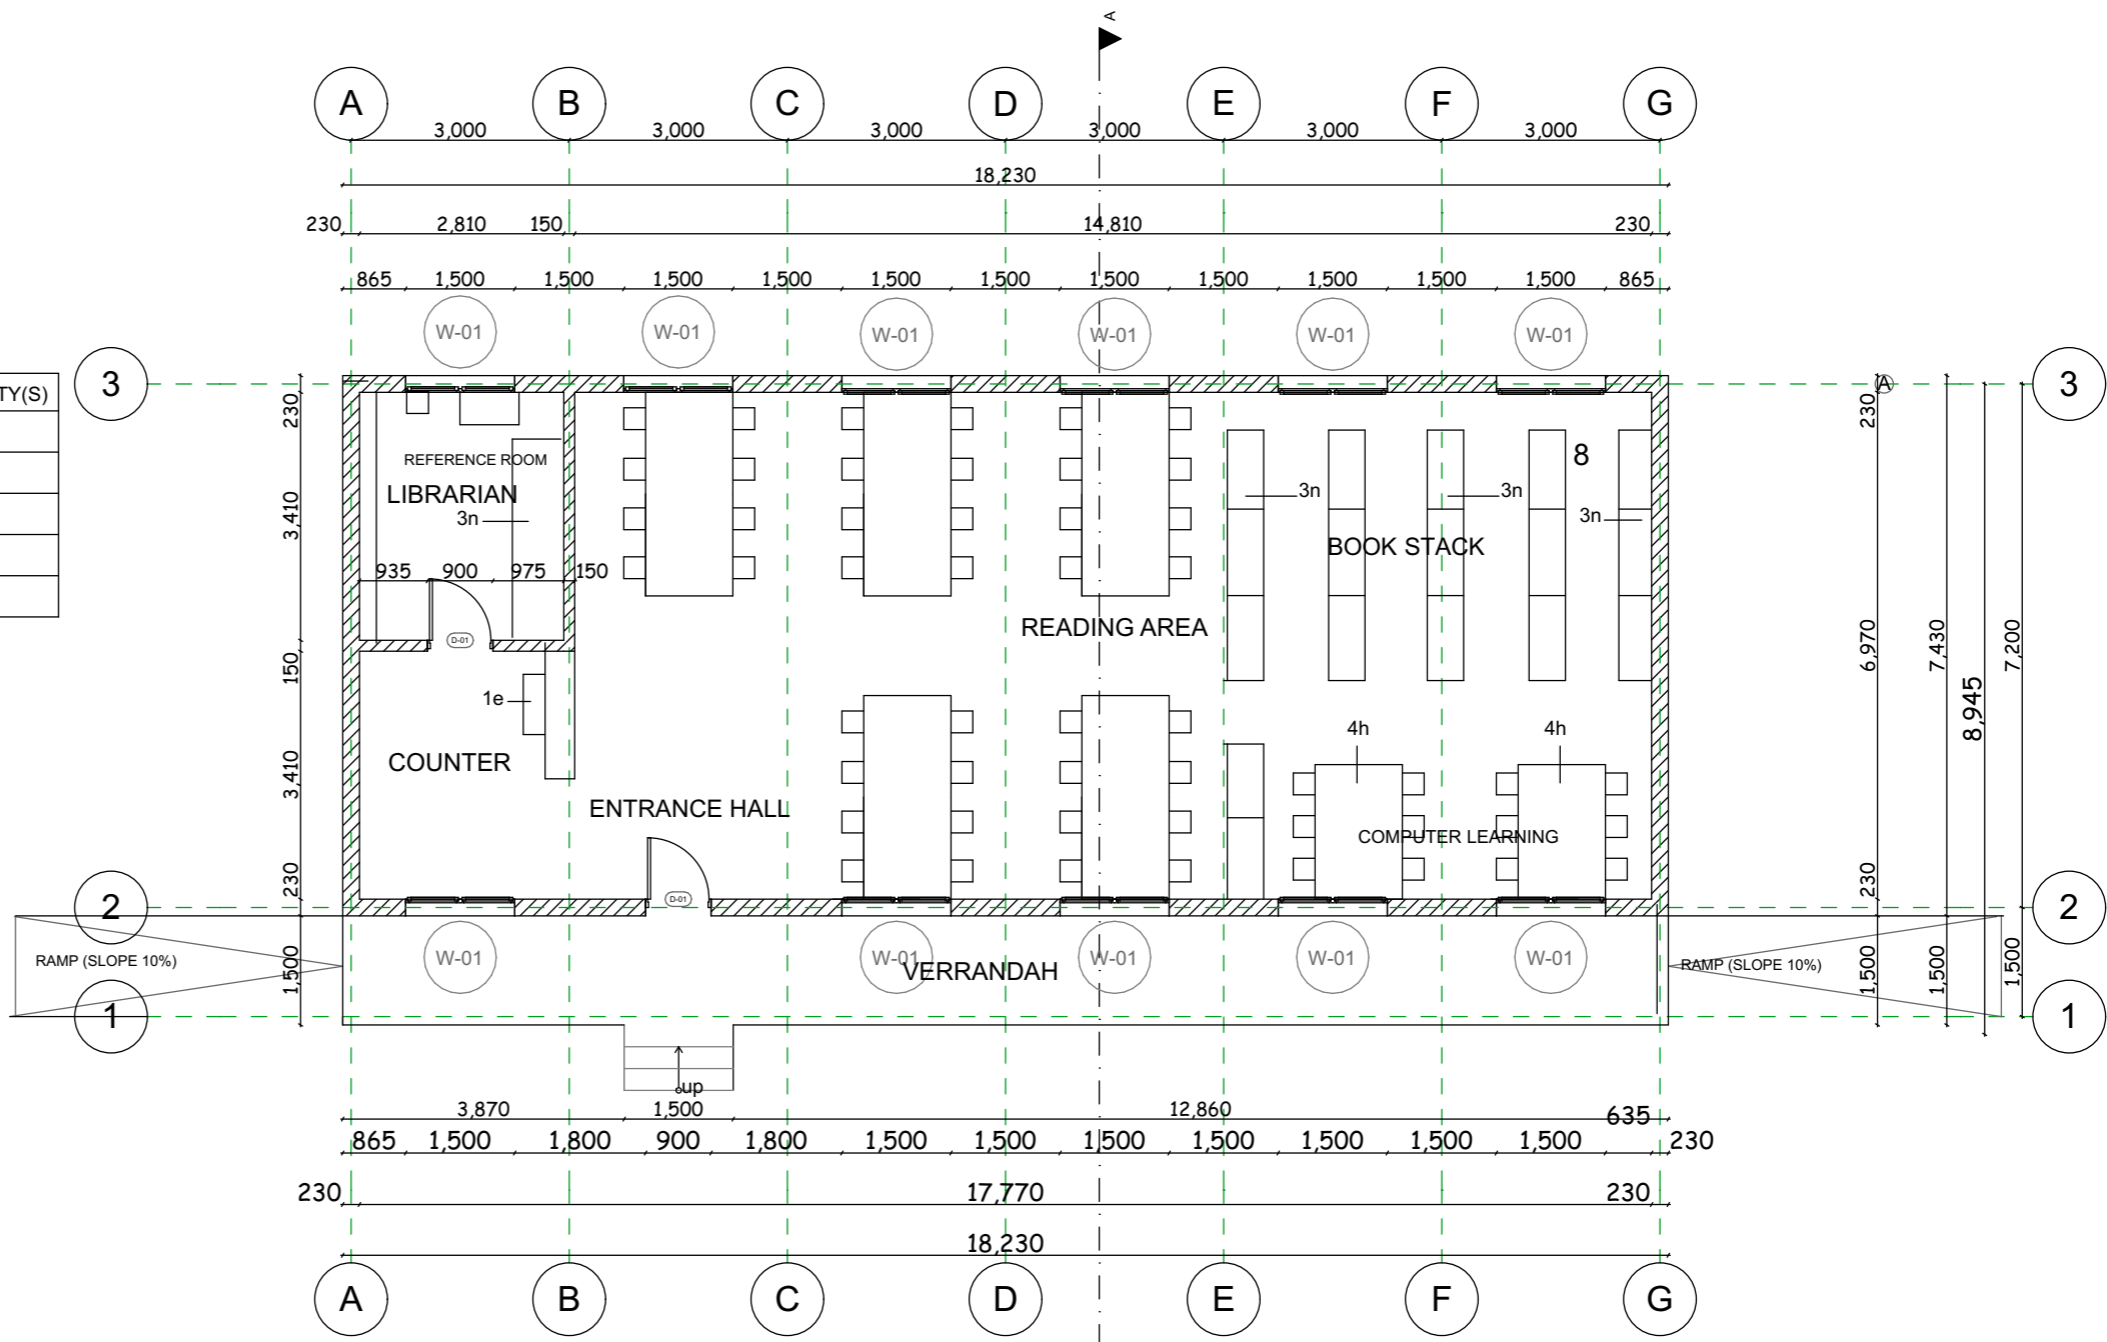 A
A B C D E F G
3,000 3,000 3,000 3,000 3,000 3,000
18,230
230 2,810 150 14,810 230
865 1,500 1,500 1,500 1,500 1,500 1,500 1,500 1,500 1,500 1,500 1,500 865
W-01 W-01 W-01 W-01 W-01 W-01
TY(S)
3 A 3
230 230
REFERENCE ROOM 8
LIBRARIAN
3n 3n 3n 3n
3,410
BOOK STACK
935 900 975 150
READING AREA
D-01
150 6,970 7,430 7,200
8,945
1e
4h 4h
COUNTER
3,410
ENTRANCE HALL
COMPUTER LEARNING
230 230
D-01
2 2
RAMP (SLOPE 10%) 1,500 W-01 W-01 W-01 W-01 W-01 RAMP (SLOPE 10%) 1,500 1,500 1,500
VERRANDAH
1 1
up
3,870 1,500 12,860
865 1,500 1,800 900 1,800 1,500 1,500 1,500 1,500 1,500 1,500 1,500 635 230
230 17,770 230
18,230
A B C D E F G